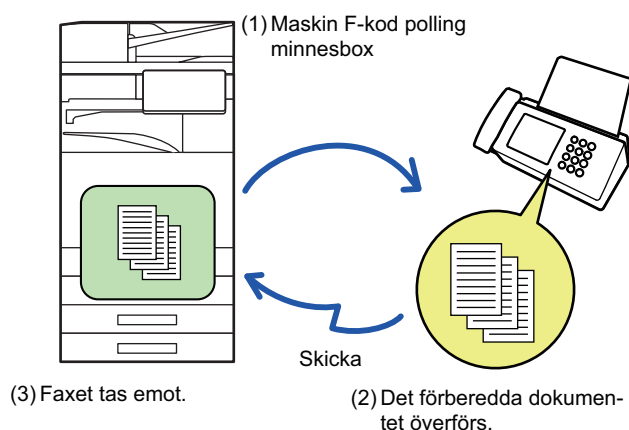 (1) Maskin F-kod polling
minnesbox
Skicka
(3) Faxet tas emot.
(2) Det förberedda dokumen-
tet överförs.